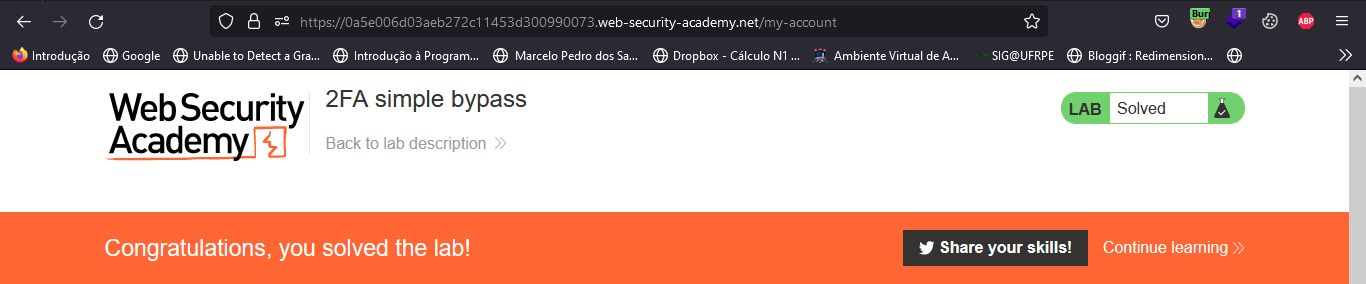 https://0a5e006d03aeb272c11453d300990073.web-security-academy.net/my-account
Burr
1
ABP
Introdução Google Unable to Detect a Gra... Introdução à Program... Marcelo Pedro dos Sa... Dropbox - Cálculo N1 ... Ambiente Virtual de A... SIG@UFRPE Bloggif : Redimension...
Web Security
Academy
2FA simple bypass
Back to lab description
LAB Solved
Congratulations, you solved the lab!
Share your skills!
Continue learning